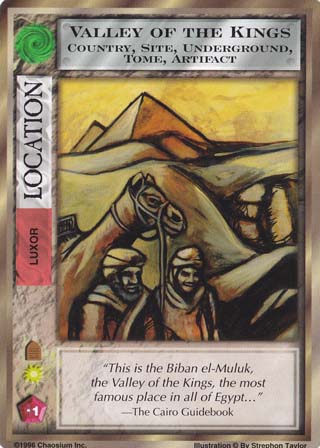 VALLEY OF THE KINGS
COUNTRY, SITE, UNDERGROUND,
TOME, ARTIFACT
LOCATION
LUXOR
"This is the Biban el-Muluk,
the Valley of the Kings, the most
famous place in all of Egypt..."
—The Cairo Guidebook
-1
©1996 Chaosium Inc.
Illustration © By Strephon Taylor